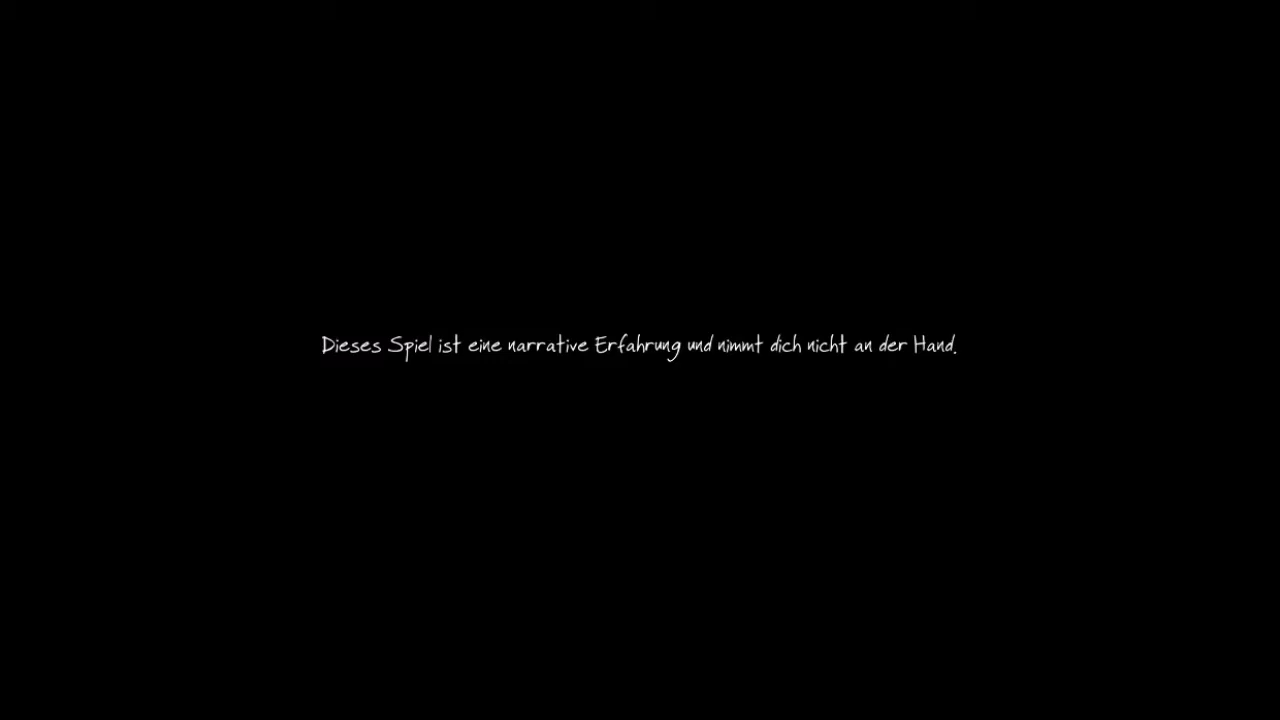 Dieses Spiel ist eine narrative Erfahrung und nimmt dich nicht an der Hand.